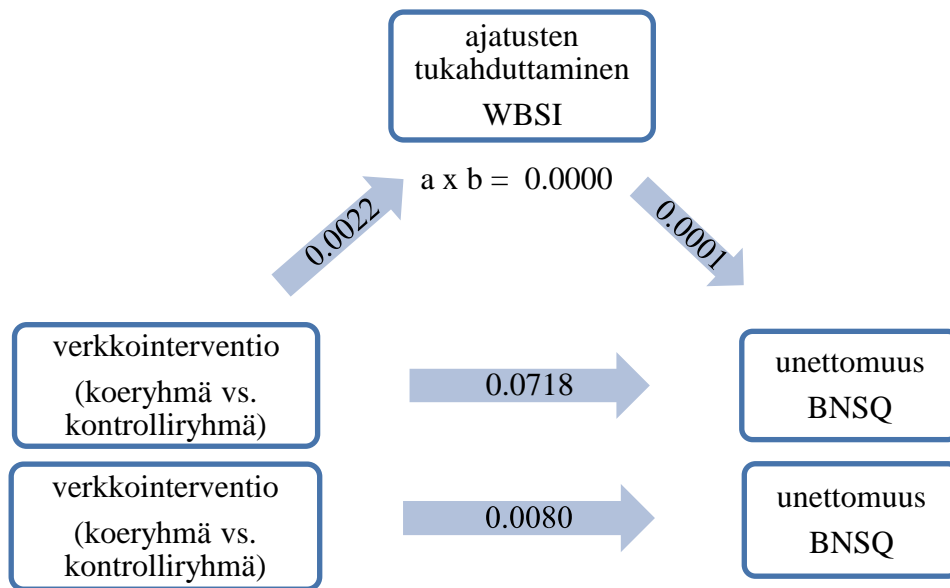 ajatusten
tukahduttaminen
WBSI
a x b = 0.0000
0.0022
0.0001
verkkointerventio
(koeryhmä vs.
kontrolliryhmä)
0.0718
unettomuus
BNSQ
verkkointerventio
(koeryhmä vs.
kontrolliryhmä)
0.0080
unettomuus
BNSQ